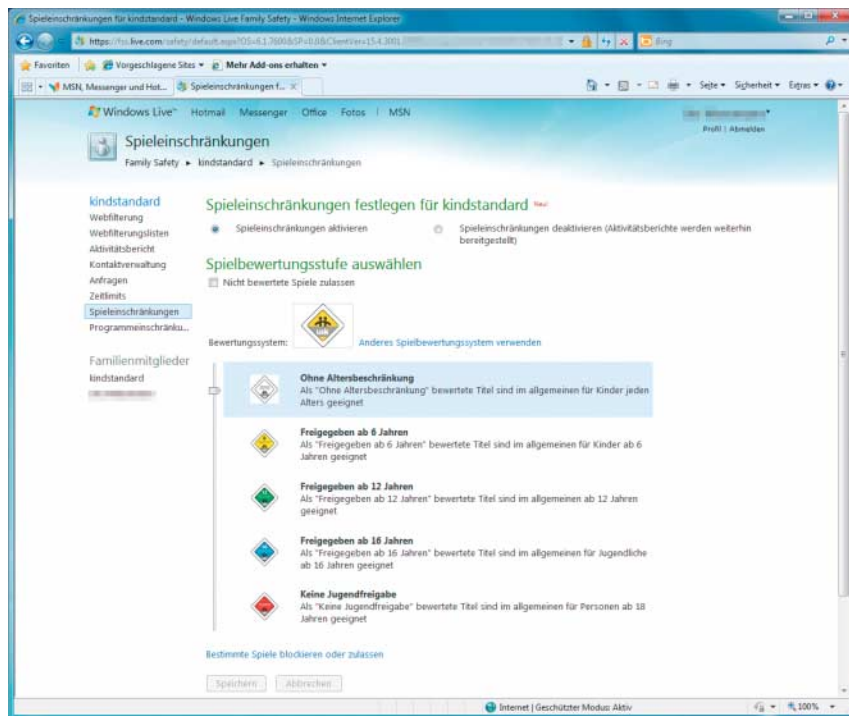 Spieleinschränkungen für kindstandard - Windows Live Family Safety - Windows Internet Explorer
Bing
Favoriten Vorgeschlagene Sites Mehr Add-ons erhalten
MSN, Messenger und Hot... Spieleinschränkungen f...
Seite Sicherheit Extras
Windows Live™ Hotmail Messenger Office Fotos | MSN
Profil | Abmelden
Spieleinschränkungen
Family Safety ▸ kindstandard ▸ Spieleinschränkungen
kindstandard
Webfilterung
Webfilterungslisten
Aktivitätsbericht
Kontaktverwaltung
Anfragen
Zeitlimits
Spieleinschränkungen
Programmeinschränku...
Familienmitglieder
kindstandard
Spieleinschränkungen festlegen für kindstandard Neu!
Spieleinschränkungen aktivieren
Spieleinschränkungen deaktivieren (Aktivitätsberichte werden weiterhin
bereitgestellt)
Spielbewertungsstufe auswählen
Nicht bewertete Spiele zulassen
Bewertungssystem: USK Anderes Spielbewertungssystem verwenden
Ohne Altersbeschränkung
Als "Ohne Altersbeschränkung" bewertete Titel sind im allgemeinen für Kinder jeden
Alters geeignet
Freigegeben ab 6 Jahren
Als "Freigegeben ab 6 Jahren" bewertete Titel sind im allgemeinen für Kinder ab 6
Jahren geeignet
Freigegeben ab 12 Jahren
Als "Freigegeben ab 12 Jahren" bewertete Titel sind im allgemeinen ab 12 Jahren
geeignet
Freigegeben ab 16 Jahren
Als "Freigegeben ab 16 Jahren" bewertete Titel sind im allgemeinen für Jugendliche
ab 16 Jahren geeignet
Keine Jugendfreigabe
Als "Keine Jugendfreigabe" bewertete Titel sind im allgemeinen für Personen ab 18
Jahren geeignet
Bestimmte Spiele blockieren oder zulassen
Speichern Abbrechen
Internet | Geschützter Modus: Aktiv
100%